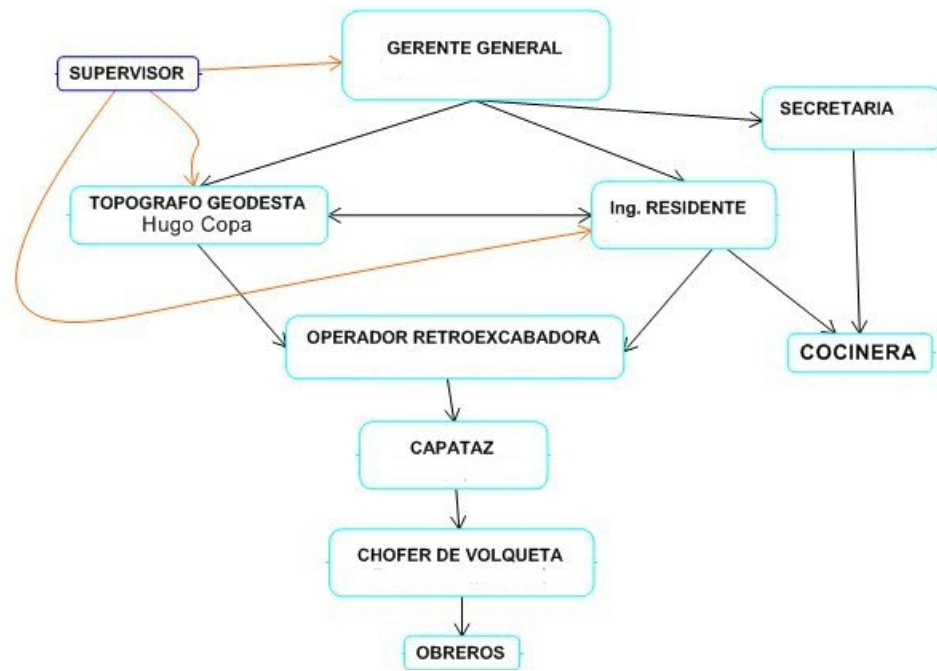 GERENTE GENERAL
SUPERVISOR
SECRETARIA
TOPOGRAFO GEODESTA
Hugo Copa
Ing. RESIDENTE
OPERADOR RETROEXCABADORA
COCINERA
CAPATAZ
CHOFER DE VOLQUETA
OBREROS